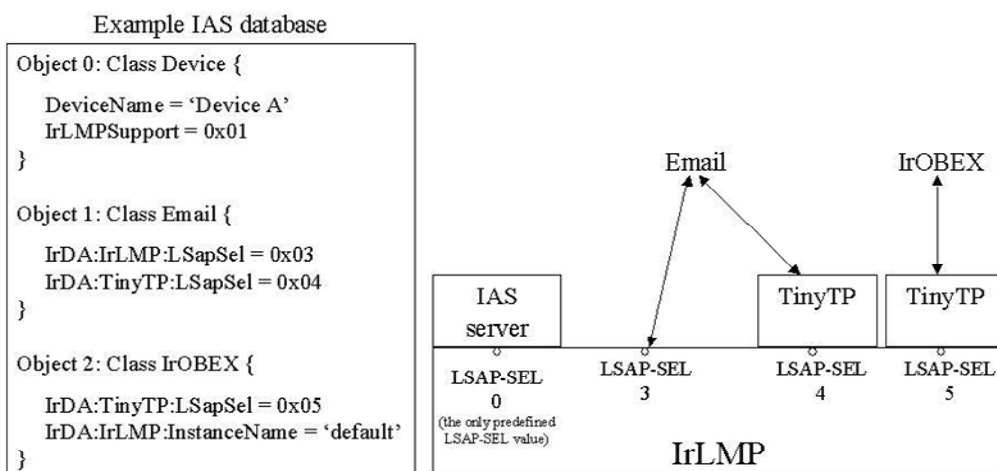 Example IAS database
Object 0: Class Device {
DeviceName = ‘Device A’
IrLMPSupport = 0x01
}
Object 1: Class Email {
IrDA:IrLMP:LSapSel = 0x03
IrDA:TinyTP:LSapSel = 0x04
}
Object 2: Class IrOBEX {
IrDA:TinyTP:LSapSel = 0x05
IrDA:IrLMP:InstanceName = ‘default’
}
Email
IrOBEX
IAS
server
TinyTP
TinyTP
LSAP-SEL
0
(the only predefined
LSAP-SEL value)
LSAP-SEL
3
LSAP-SEL
4
LSAP-SEL
5
IrLMP